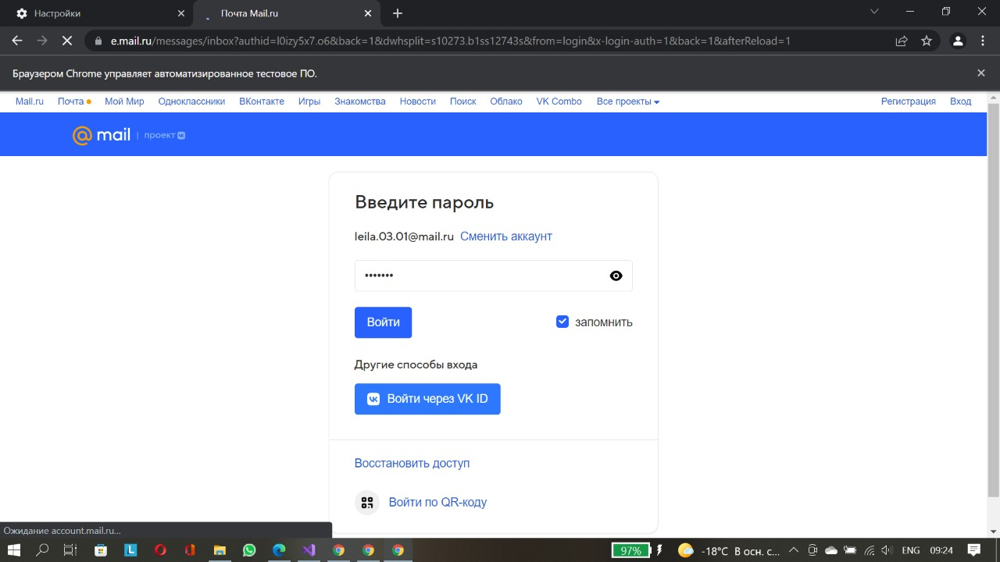 Настройки
Почта Mail.ru
e.mail.ru/messages/inbox?authid=l0izy5x7.o6&back=1&dwhsplit=s10273.b1ss12743s&from=login&x-login-auth=1&back=1&afterReload=1
Браузером Chrome управляет автоматизированное тестовое ПО.
Mail.ru Почта Мой Мир Одноклассники ВКонтакте Игры Знакомства Новости Поиск Облако VK Combo Все проекты Регистрация Вход
@mail | проект
Введите пароль
leila.03.01@mail.ru Сменить аккаунт
•••••••
Войти запомнить
Другие способы входа
Войти через VK ID
Восстановить доступ
Войти по QR-коду
Ожидание account.mail.ru...
97% -18°C В осн. с... ENG 09:24